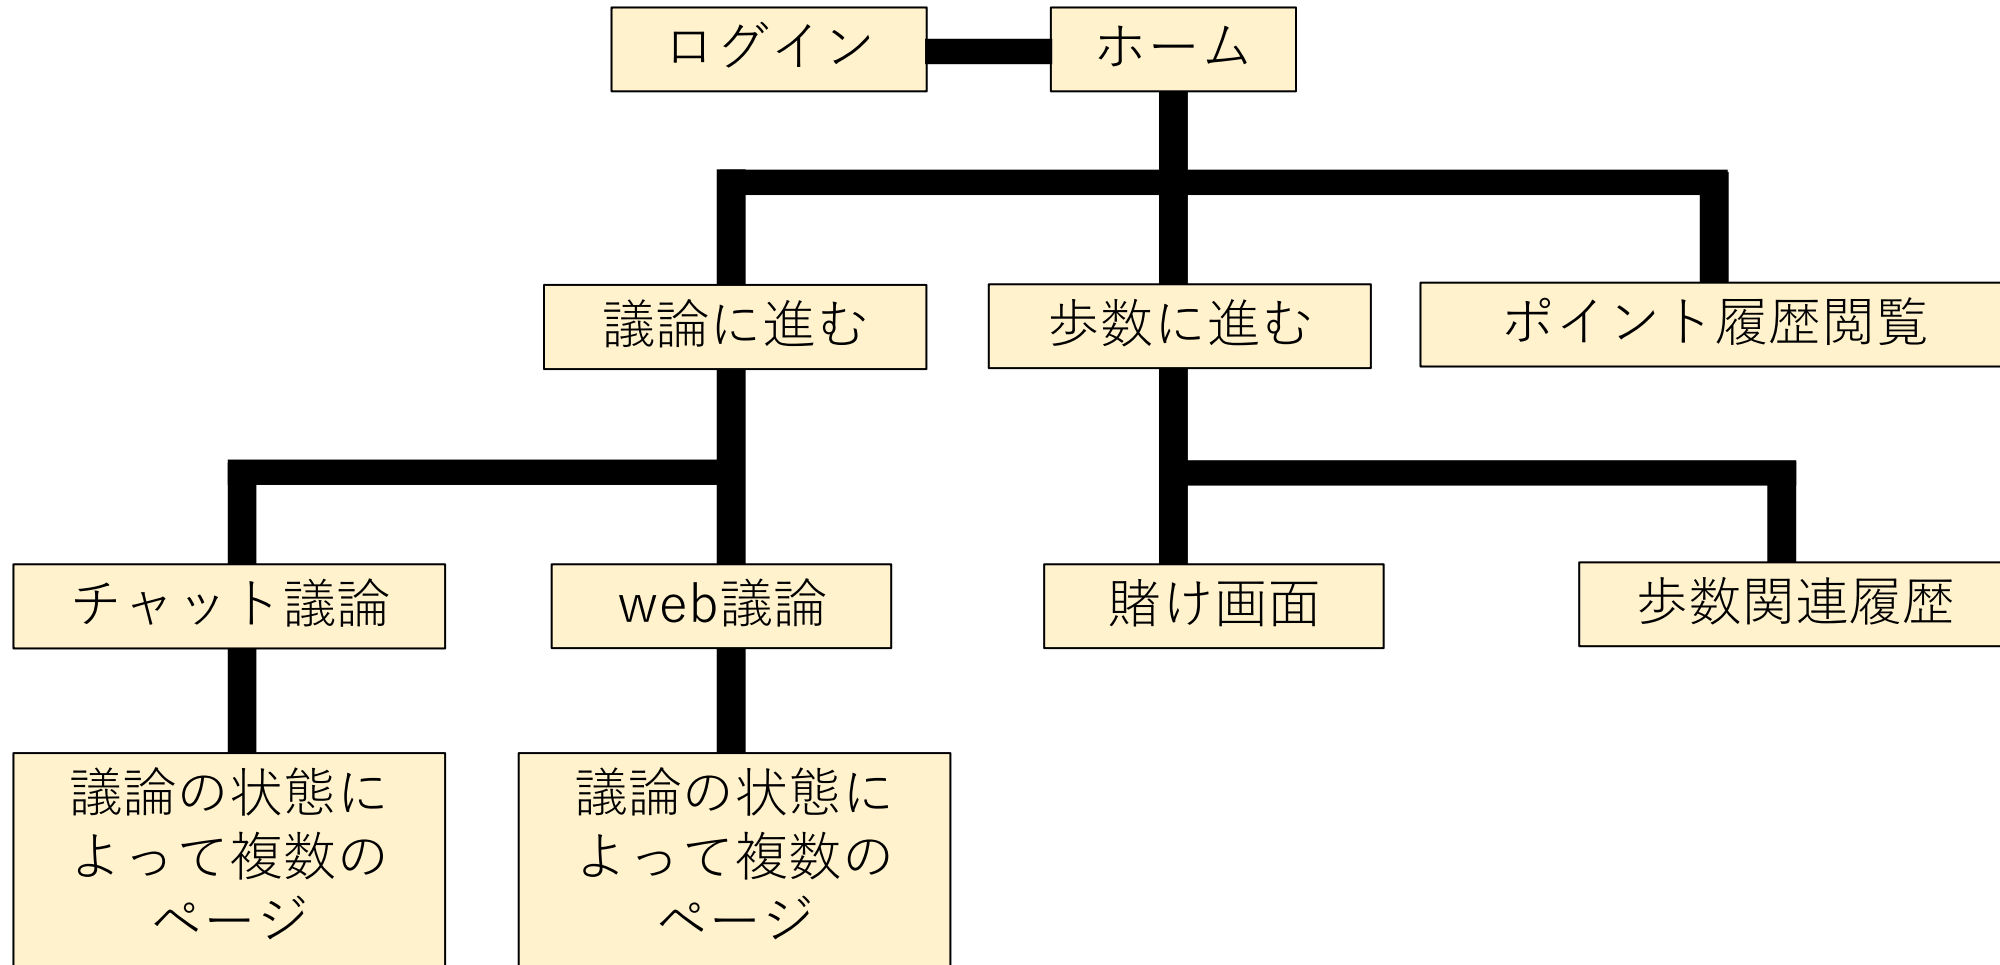 ログイン
ホーム
議論に進む
歩数に進む
ポイント履歴閲覧
チャット議論
web議論
賭け画面
歩数関連履歴
議論の状態に
よって複数の
ページ
議論の状態に
よって複数の
ページ